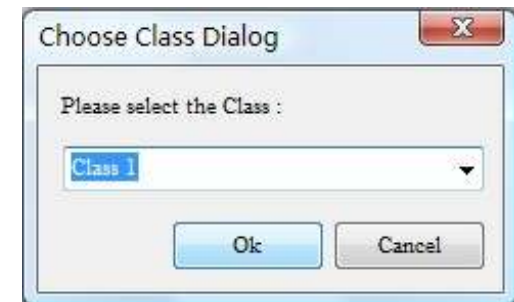 Choose Class Dialog
Please select the Class :
Class 1
Ok
Cancel